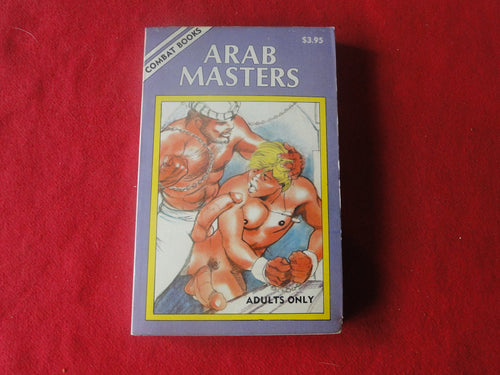 COMBAT BOOKS
$3.95
ARAB
MASTERS
ADULTS ONLY